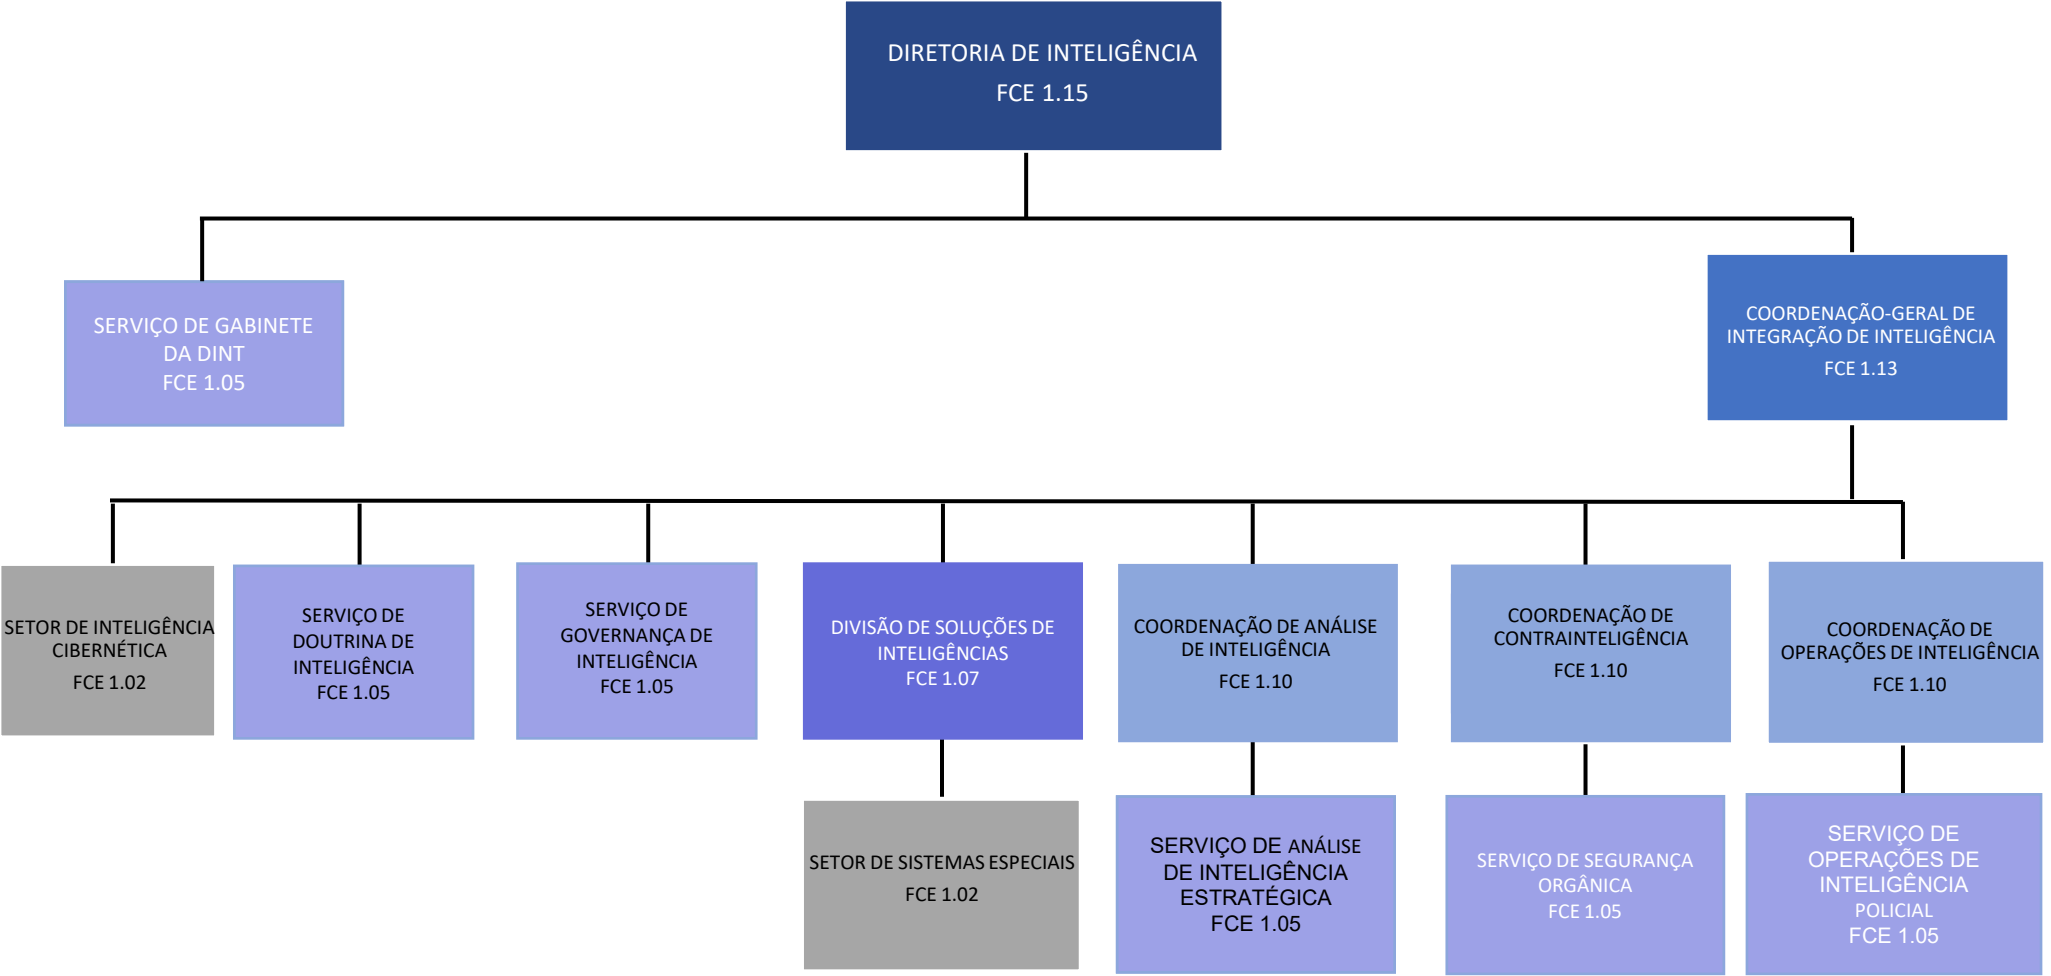 DIRETORIA DE INTELIGÊNCIA
FCE 1.15
SERVIÇO DE GABINETE
DA DINT
FCE 1.05
COORDENAÇÃO-GERAL DE
INTEGRAÇÃO DE INTELIGÊNCIA
FCE 1.13
SETOR DE INTELIGÊNCIA
CIBERNÉTICA
FCE 1.02
SERVIÇO DE
DOUTRINA DE
INTELIGÊNCIA
FCE 1.05
SERVIÇO DE
GOVERNANÇA DE
INTELIGÊNCIA
FCE 1.05
DIVISÃO DE SOLUÇÕES DE
INTELIGÊNCIAS
FCE 1.07
COORDENAÇÃO DE ANÁLISE
DE INTELIGÊNCIA
FCE 1.10
COORDENAÇÃO DE
CONTRAINTELIGÊNCIA
FCE 1.10
COORDENAÇÃO DE
OPERAÇÕES DE INTELIGÊNCIA
FCE 1.10
SETOR DE SISTEMAS ESPECIAIS
FCE 1.02
SERVIÇO DE ANÁLISE
DE INTELIGÊNCIA
ESTRATÉGICA
FCE 1.05
SERVIÇO DE SEGURANÇA
ORGÂNICA
FCE 1.05
SERVIÇO DE
OPERAÇÕES DE
INTELIGÊNCIA
POLICIAL
FCE 1.05